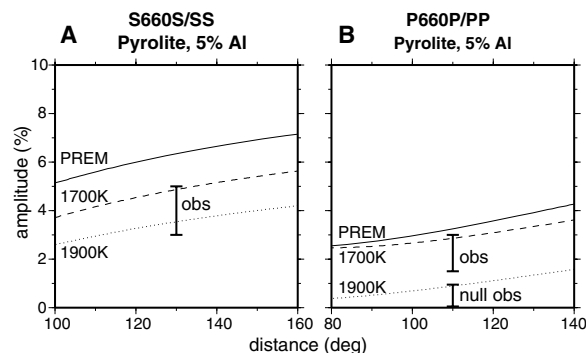 A
S660S/SS
Pyrolite, 5% Al
amplitude (%)
10
8
6
4
2
0
PREM
1700K
1900K
obs
100
120
140
160
B
P660P/PP
Pyrolite, 5% Al
PREM
1700K
1900K
obs
null obs
80
100
120
140
distance (deg)